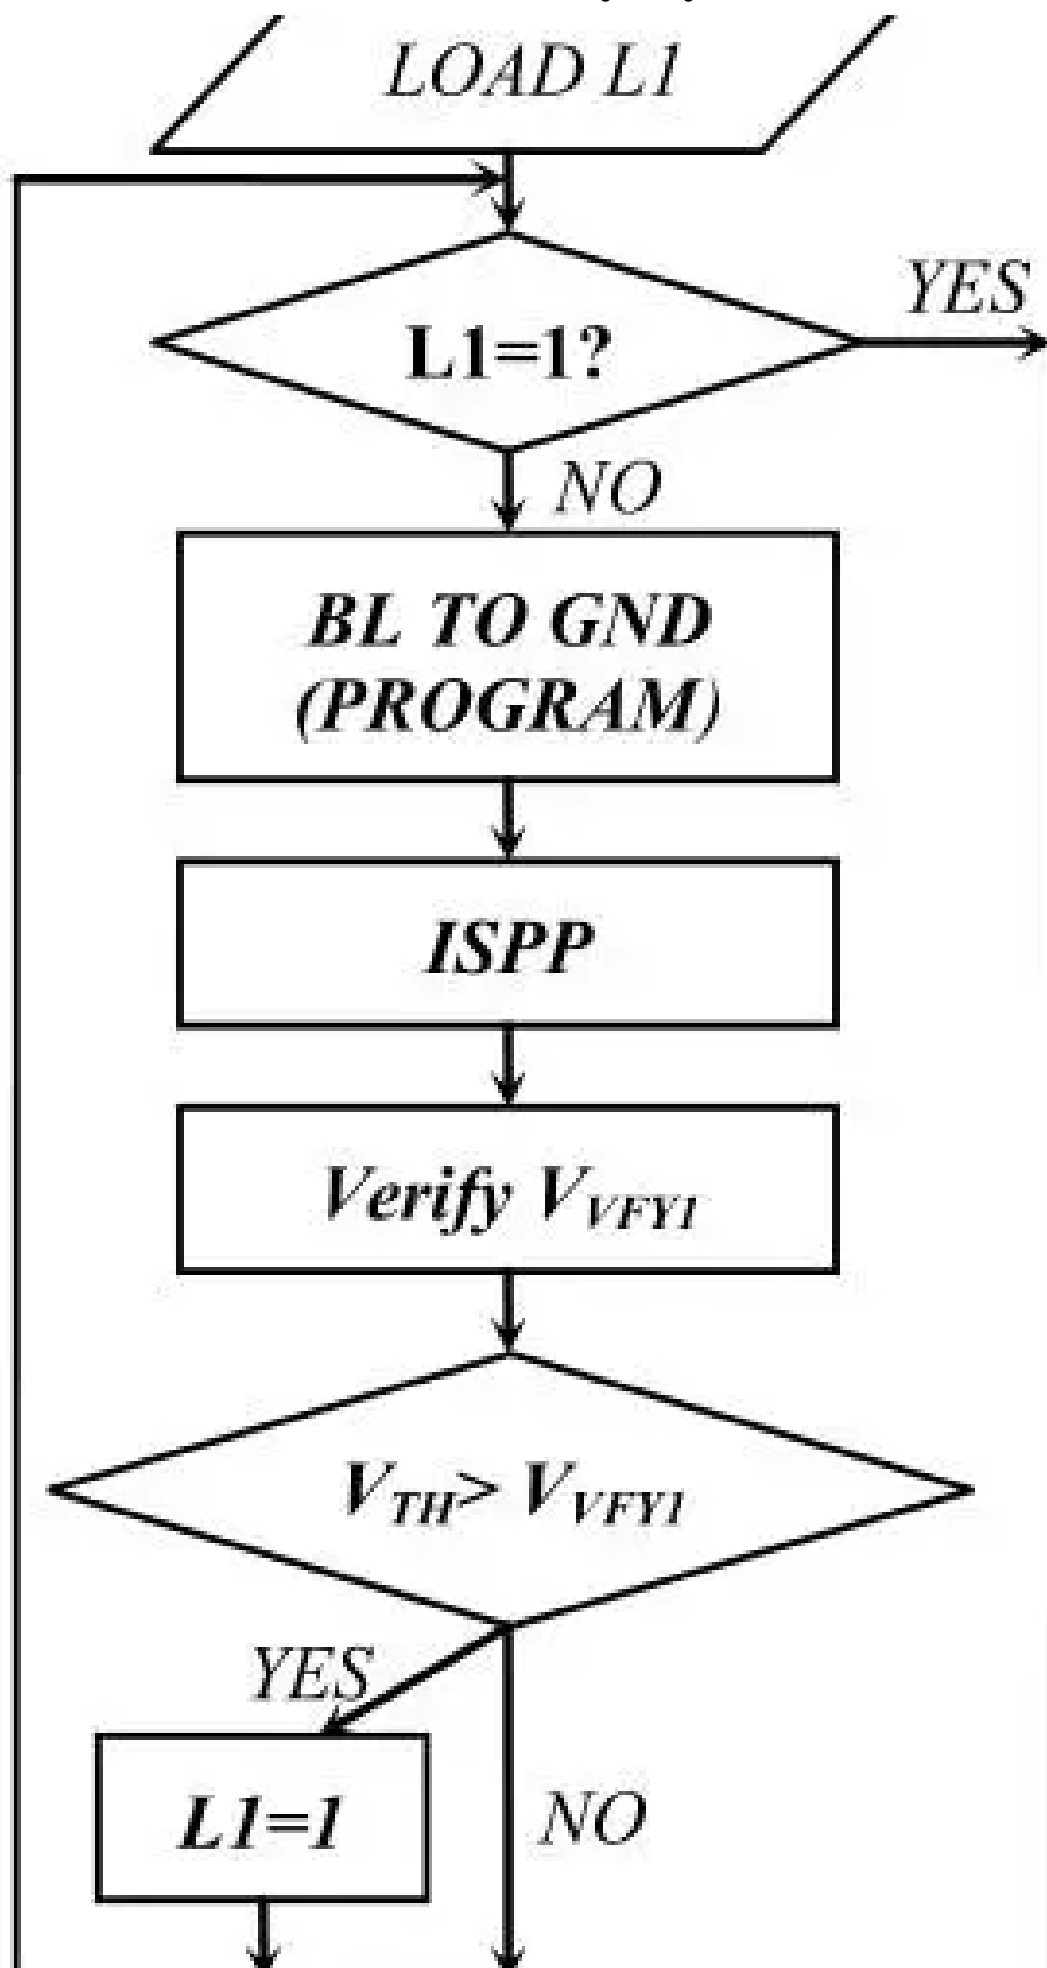 LOAD L1
L1=1?
YES
NO
BL TO GND
(PROGRAM)
ISPP
Verify VVFY1
VTH> VVFY1
YES
L1=1
NO